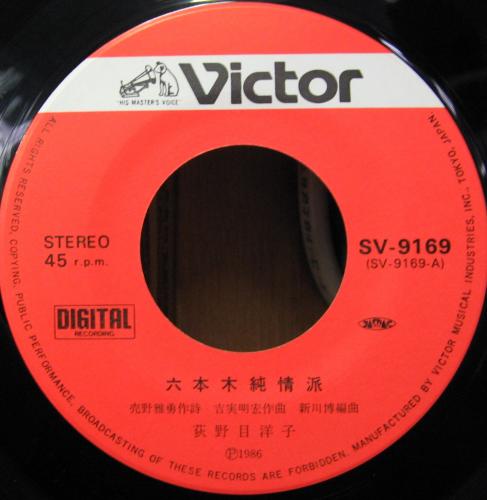 "HIS MASTER'S VOICE"
Victor
STEREO
45 r.p.m.
SV-9169
(SV-9169-A)
DIGITAL
RECORDING
JASRAC
六本木純情派
売野雅勇作詩 吉実明宏作曲 新川博編曲
荻野目洋子
Ⓟ1986
ALL RIGHTS RESERVED, COPYING, PUBLIC PERFORMANCE, BROADCASTING OF THESE RECORDS ARE FORBIDDEN. MANUFACTURED BY VICTOR MUSICAL INDUSTRIES, INC., TOKYO, JAPAN